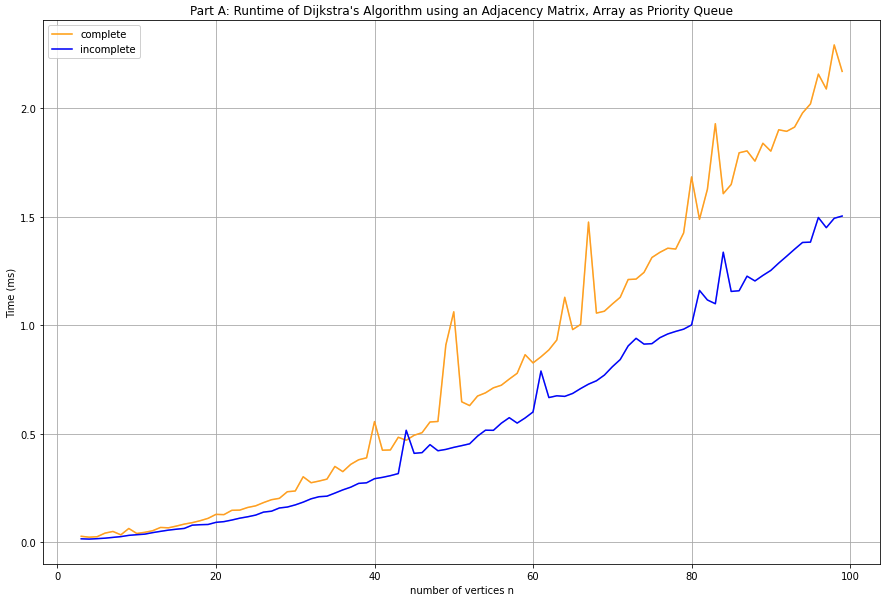 Part A: Runtime of Dijkstra's Algorithm using an Adjacency Matrix, Array as Priority Queue
complete
incomplete
2.0
1.5
1.0
0.5
0.0
Time (ms)
0 20 40 60 80 100
number of vertices n